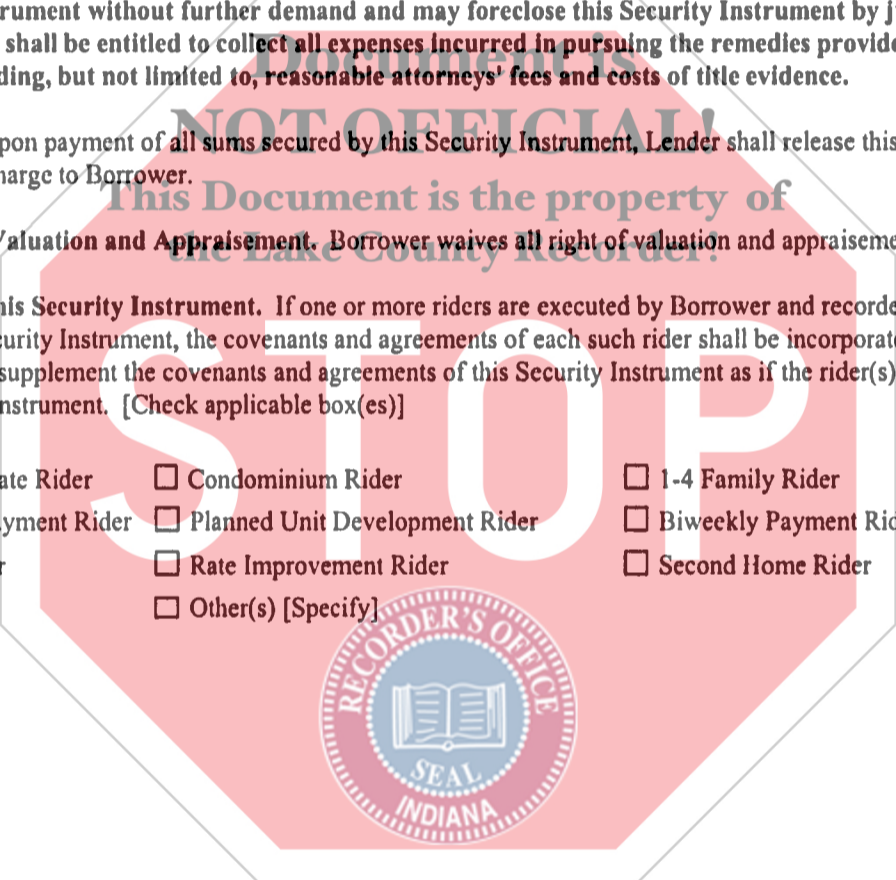 rument without further demand and may foreclose this Security Instrument by j
shall be entitled to collect all expenses incurred in pursuing the remedies provide
Document is
ding, but not limited to, reasonable attorneys' fees and costs of title evidence.
NOT OFFICIAL!
pon payment of all sums secured by this Security Instrument, Lender shall release this
harge to Borrower.
This Document is the property of
Valuation and Appraisement. Borrower waives all right of valuation and appraiseme
the Lake County Recorder!
his Security Instrument. If one or more riders are executed by Borrower and recorde
curity Instrument, the covenants and agreements of each such rider shall be incorporat
supplement the covenants and agreements of this Security Instrument as if the rider(s)
nstrument. [Check applicable box(es)]
STOP
ate Rider ☐ Condominium Rider ☐ 1-4 Family Rider
yment Rider ☐ Planned Unit Development Rider ☐ Biweekly Payment Rid
r ☐ Rate Improvement Rider ☐ Second Home Rider
☐ Other(s) [Specify]
RECORDER'S OFFICE
SEAL
INDIANA